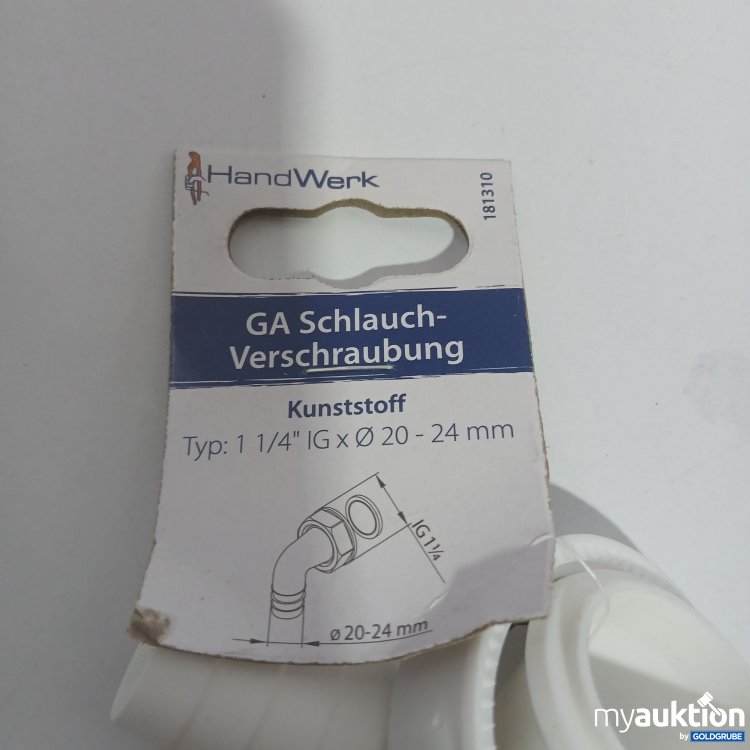 HandWerk
181310
GA Schlauch-
Verschraubung
Kunststoff
Typ: 1 1/4" IG x Ø 20 - 24 mm
IG 1¼
ø 20-24 mm
myauktion
by GOLDGRUBE